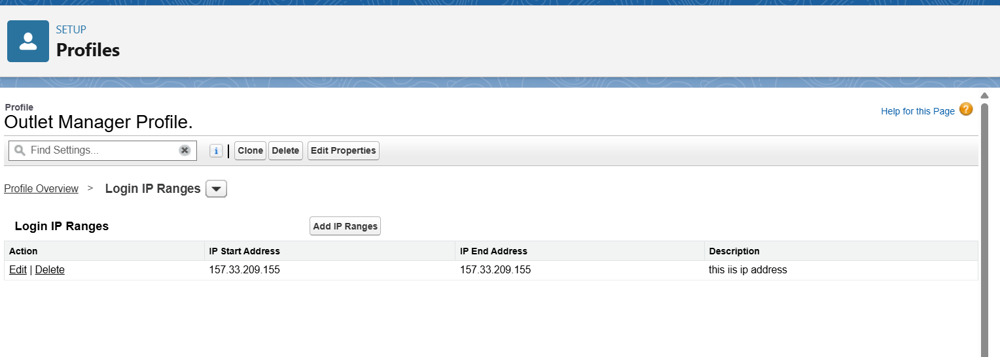 SETUP
Profiles
Profile
Outlet Manager Profile.
Help for this Page ?
Find Settings...
i | Clone Delete Edit Properties
Profile Overview > Login IP Ranges
Login IP Ranges Add IP Ranges
Action IP Start Address IP End Address Description
Edit | Delete 157.33.209.155 157.33.209.155 this iis ip address